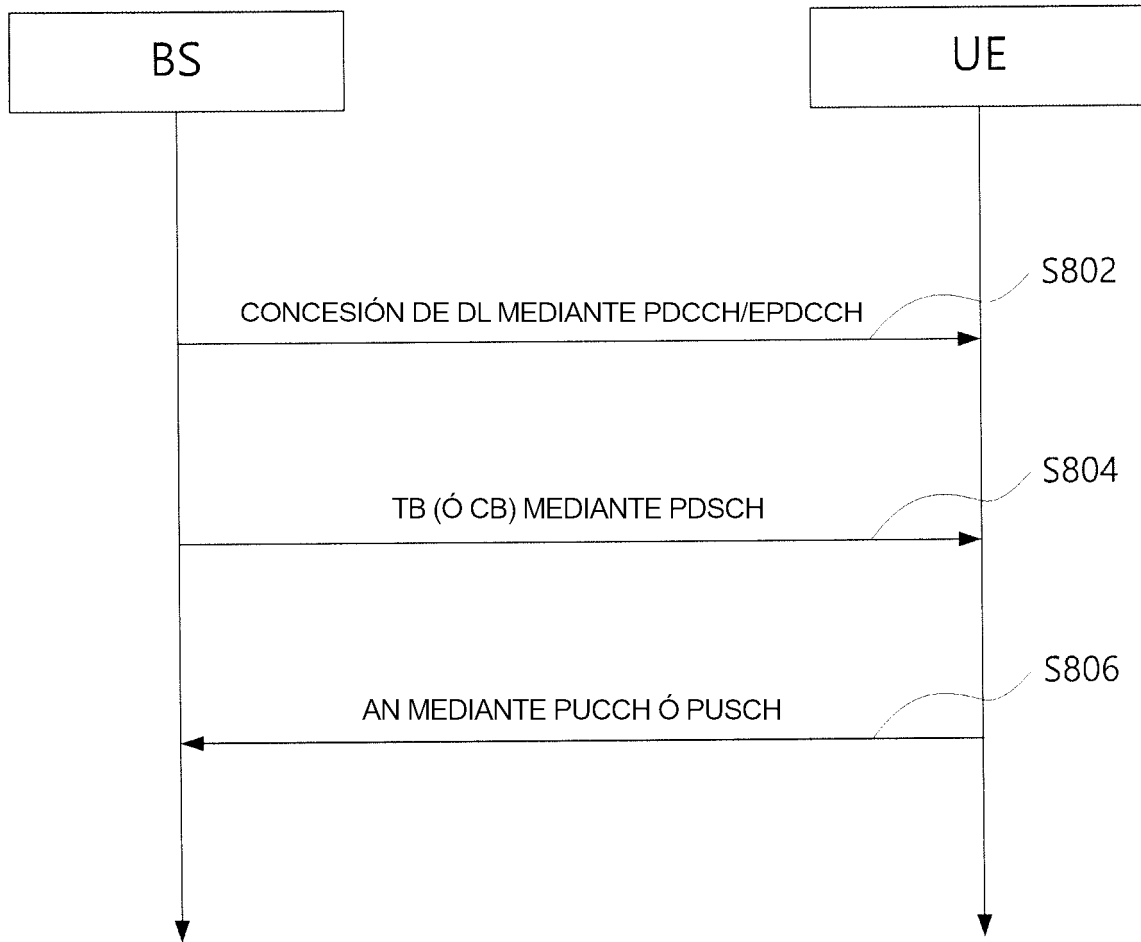 BS
UE
S802
CONCESIÓN DE DL MEDIANTE PDCCH/EPDCCH
S804
TB (Ó CB) MEDIANTE PDSCH
S806
AN MEDIANTE PUCCH Ó PUSCH